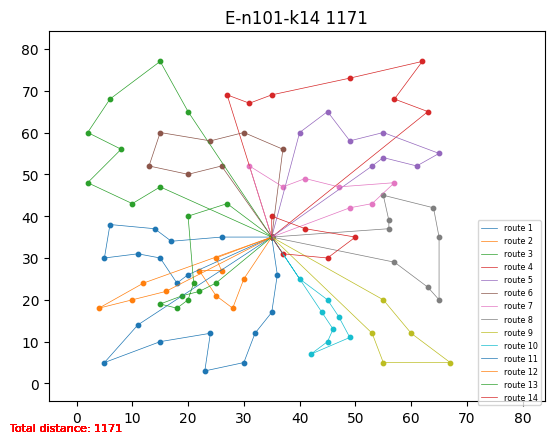 E-n101-k14 1171
80
70
60
50
40
30
20
10
0
0 10 20 30 40 50 60 70 80
route 1
route 2
route 3
route 4
route 5
route 6
route 7
route 8
route 9
route 10
route 11
route 12
route 13
route 14
Total distance: 1171